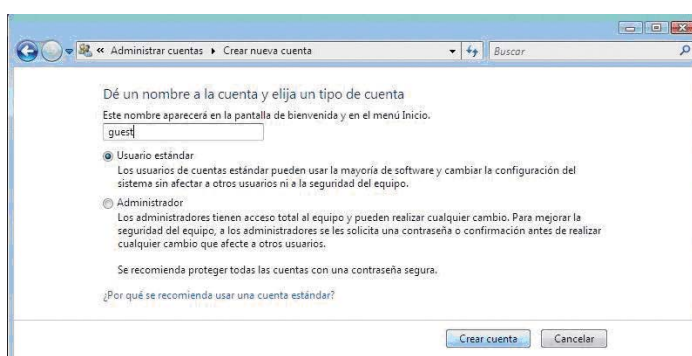 « Administrar cuentas ▸ Crear nueva cuenta
Buscar
Dé un nombre a la cuenta y elija un tipo de cuenta
Este nombre aparecerá en la pantalla de bienvenida y en el menú Inicio.
guest
Usuario estándar
Los usuarios de cuentas estándar pueden usar la mayoría de software y cambiar la configuración del
sistema sin afectar a otros usuarios ni a la seguridad del equipo.
Administrador
Los administradores tienen acceso total al equipo y pueden realizar cualquier cambio. Para mejorar la
seguridad del equipo, a los administradores se les solicita una contraseña o confirmación antes de realizar
cualquier cambio que afecte a otros usuarios.
Se recomienda proteger todas las cuentas con una contraseña segura.
¿Por qué se recomienda usar una cuenta estándar?
Crear cuenta Cancelar